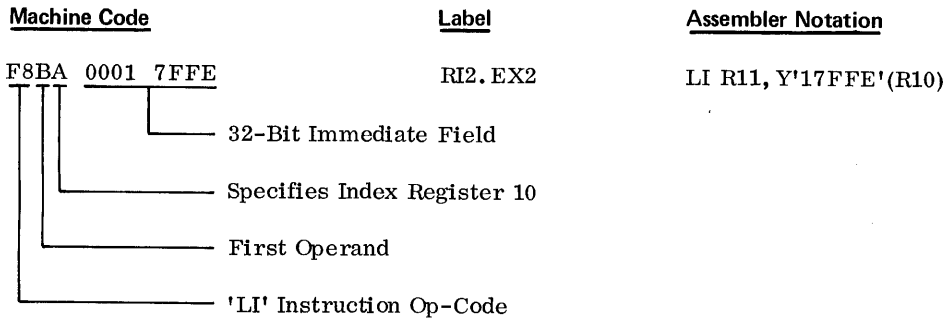 Machine Code Label Assembler Notation
F8BA 0001 7FFE RI2.EX2 LI R11, Y'17FFE'(R10)
32-Bit Immediate Field
Specifies Index Register 10
First Operand
'LI' Instruction Op-Code